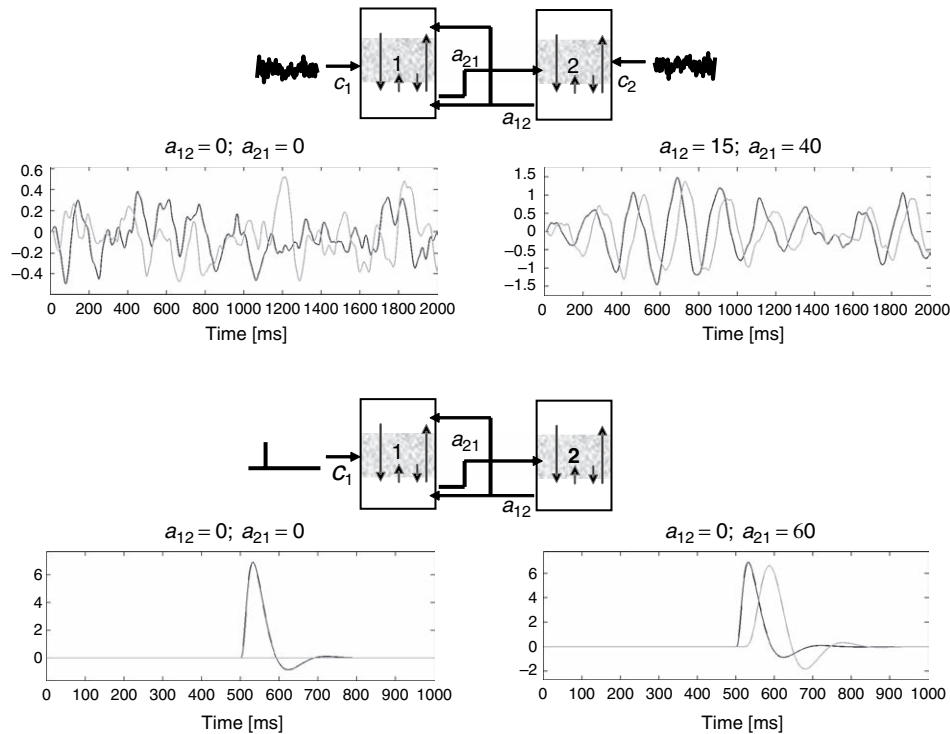 1
a21
2
c1
c2
a12
a12 = 0; a21 = 0
a12 = 15; a21 = 40
0.6
0.4
0.2
0
−0.2
−0.4
0 200 400 600 800 1000 1200 1400 1600 1800 2000
Time [ms]
1.5
1
0.5
0
−0.5
−1
−1.5
0 200 400 600 800 1000 1200 1400 1600 1800 2000
Time [ms]
1
a21
2
C1
a12
a12 = 0; a21 = 0
a12 = 0; a21 = 60
6
4
2
0
0 100 200 300 400 500 600 700 800 900 1000
Time [ms]
6
4
2
0
−2
0 100 200 300 400 500 600 700 800 900 1000
Time [ms]